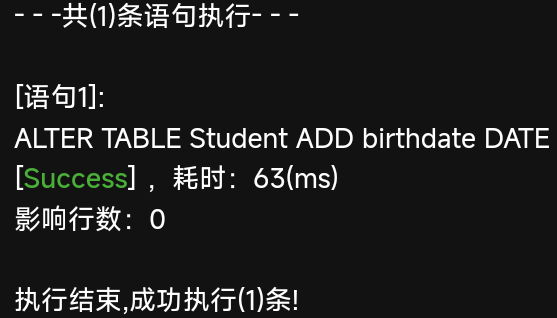 - - -共(1)条语句执行- - -
[语句1]:
ALTER TABLE Student ADD birthdate DATE
[Success] ，耗时：63(ms)
影响行数：0
执行结束,成功执行(1)条!